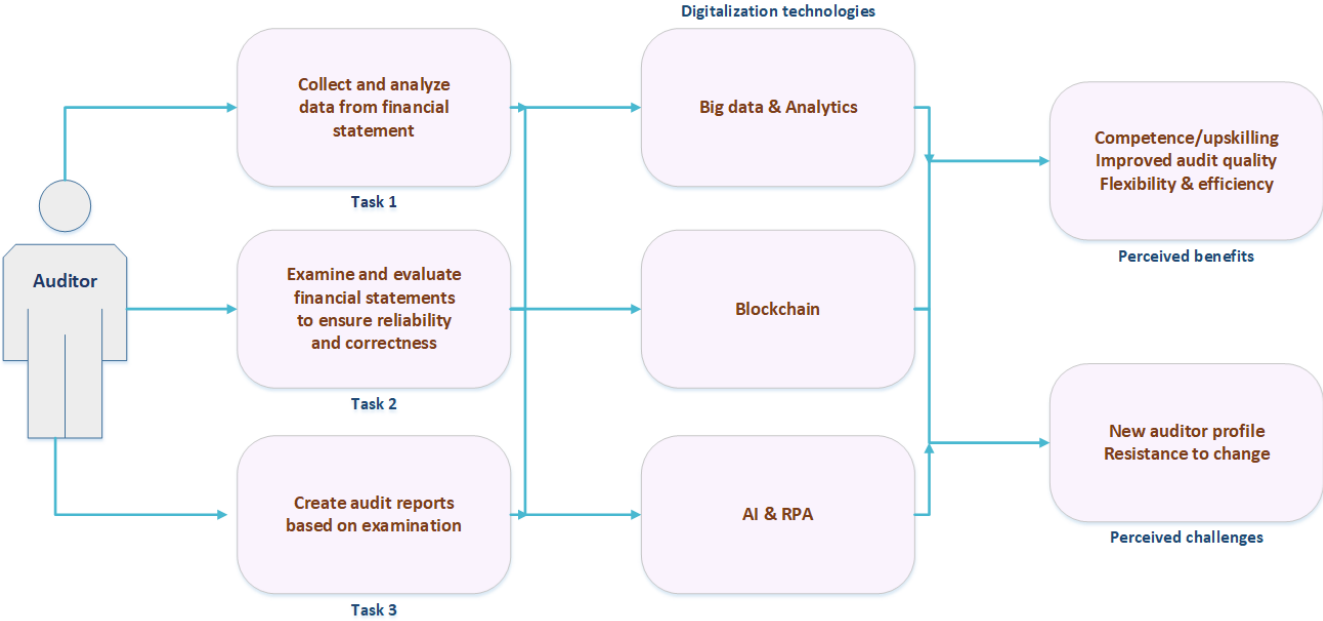 Digitalization technologies
Collect and analyze
data from financial
statement
Task 1
Big data & Analytics
Competence/upskilling
Improved audit quality
Flexibility & efficiency
Perceived benefits
Auditor
Examine and evaluate
financial statements
to ensure reliability
and correctness
Task 2
Blockchain
New auditor profile
Resistance to change
Perceived challenges
Create audit reports
based on examination
Task 3
AI & RPA